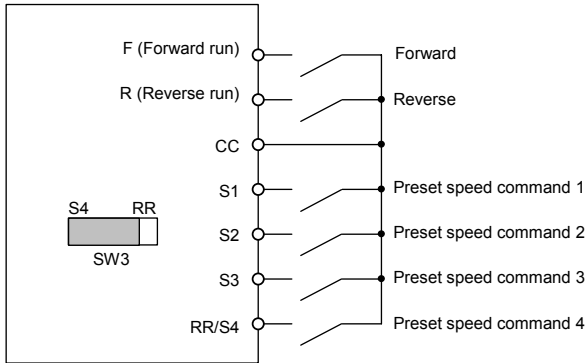 F (Forward run) Forward
R (Reverse run) Reverse
CC
S1 Preset speed command 1
S4 RR
S2 Preset speed command 2
SW3
S3 Preset speed command 3
RR/S4 Preset speed command 4